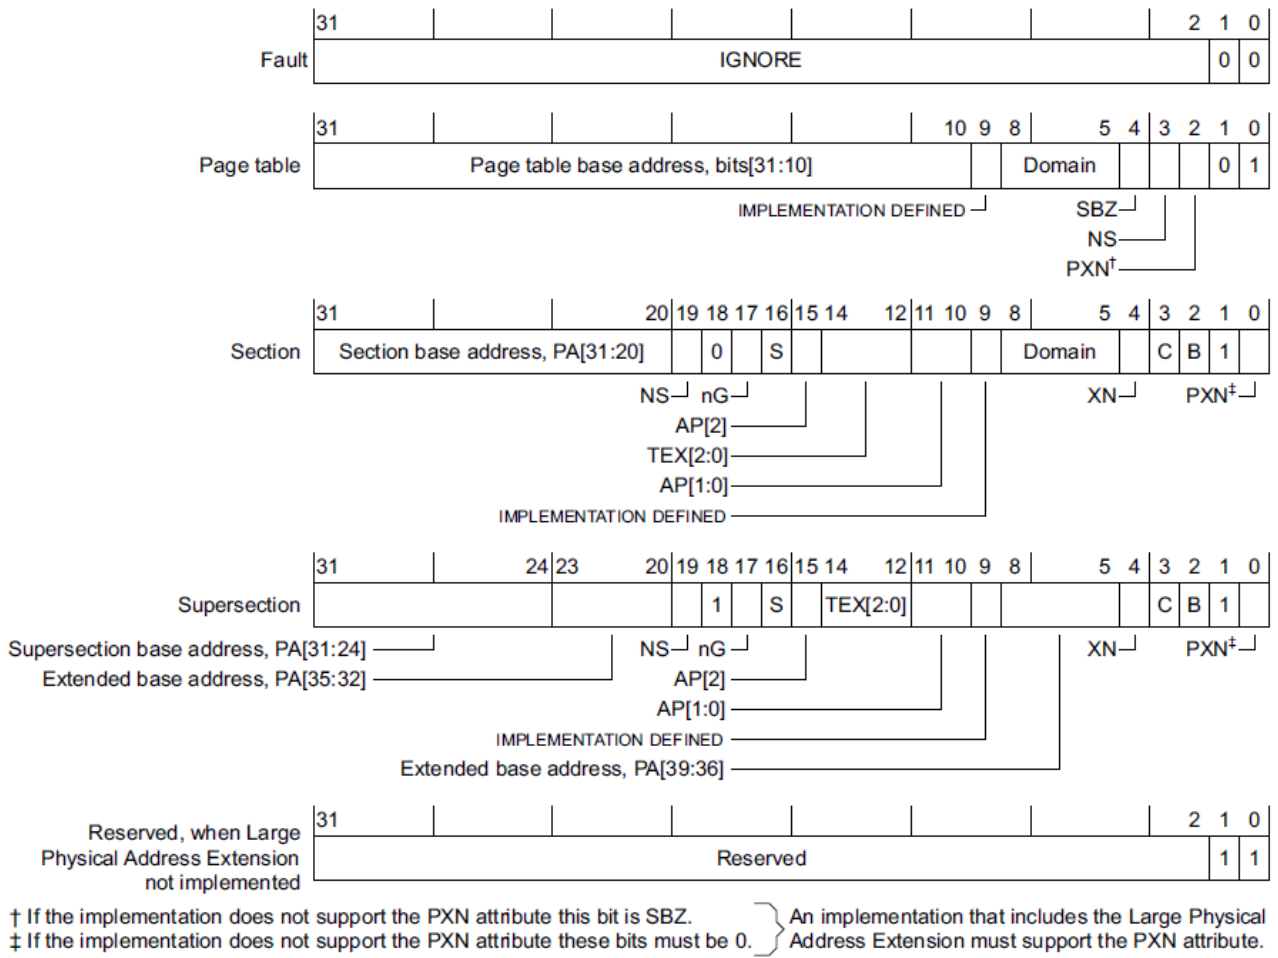 31 2 1 0
Fault IGNORE 0 0
31 10 9 8 5 4 3 2 1 0
Page table Page table base address, bits[31:10] Domain 0 1
IMPLEMENTATION DEFINED SBZ
NS
PXN†
31 20 19 18 17 16 15 14 12 11 10 9 8 5 4 3 2 1 0
Section Section base address, PA[31:20] 0 S Domain C B 1
NS nG XN PXN‡
AP[2]
TEX[2:0]
AP[1:0]
IMPLEMENTATION DEFINED
31 24 23 20 19 18 17 16 15 14 12 11 10 9 8 5 4 3 2 1 0
Supersection 1 S TEX[2:0] C B 1
Supersection base address, PA[31:24] NS nG XN PXN‡
Extended base address, PA[35:32] AP[2]
AP[1:0]
IMPLEMENTATION DEFINED
Extended base address, PA[39:36]
31 2 1 0
Reserved, when Large
Physical Address Extension Reserved 1 1
not implemented
† If the implementation does not support the PXN attribute this bit is SBZ. An implementation that includes the Large Physical
‡ If the implementation does not support the PXN attribute these bits must be 0. Address Extension must support the PXN attribute.